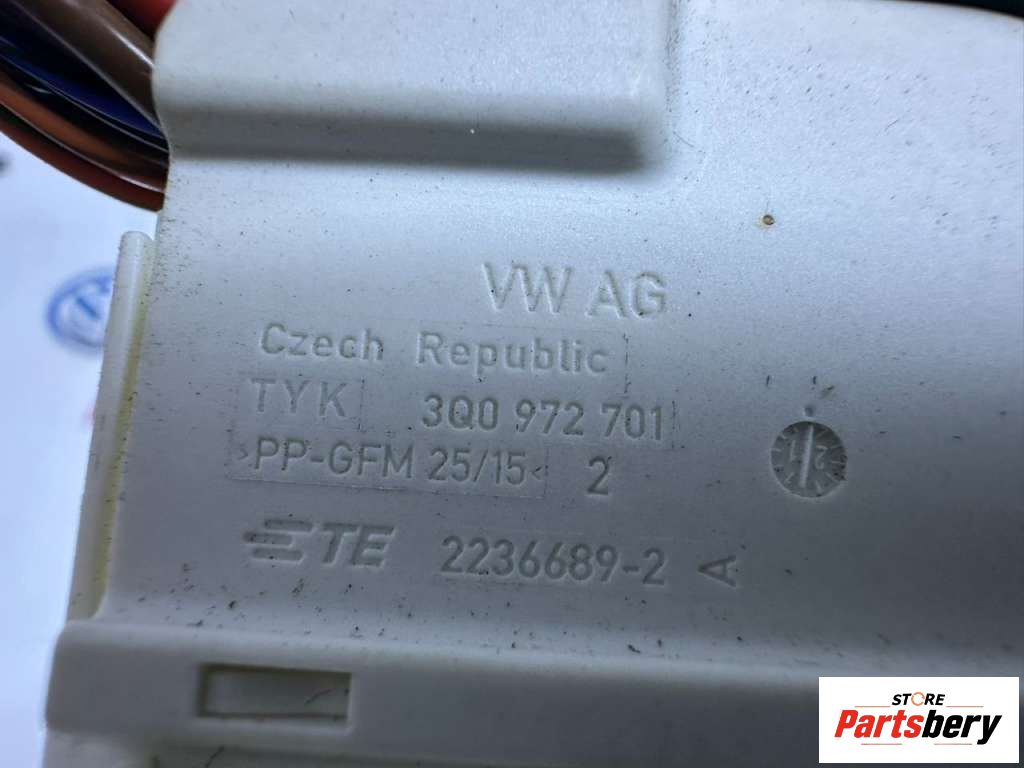 VW AG
Czech Republic
TYK 3Q0 972 701
>PP-GFM 25/15< 2
TE 2236689-2 A
STORE
Partsbery